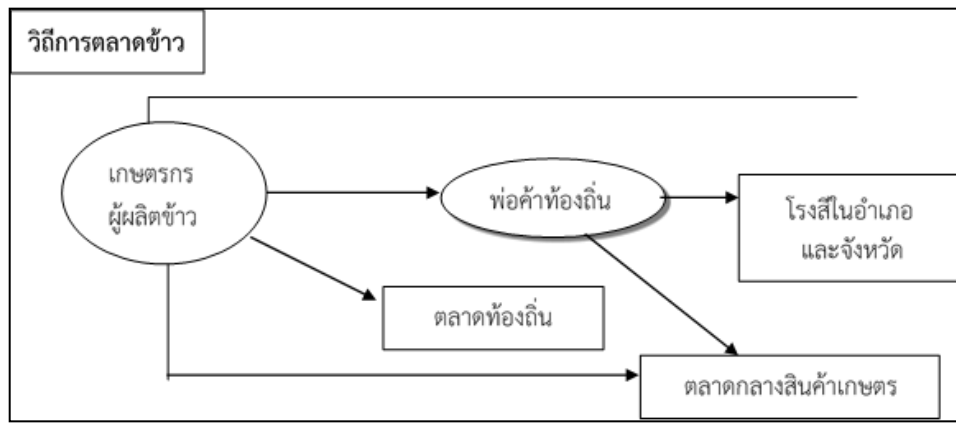 วิถีการตลาดข้าว
เกษตรกร
ผู้ผลิตข้าว
พ่อค้าท้องถิ่น
โรงสีในอำเภอ
และจังหวัด
ตลาดท้องถิ่น
ตลาดกลางสินค้าเกษตร